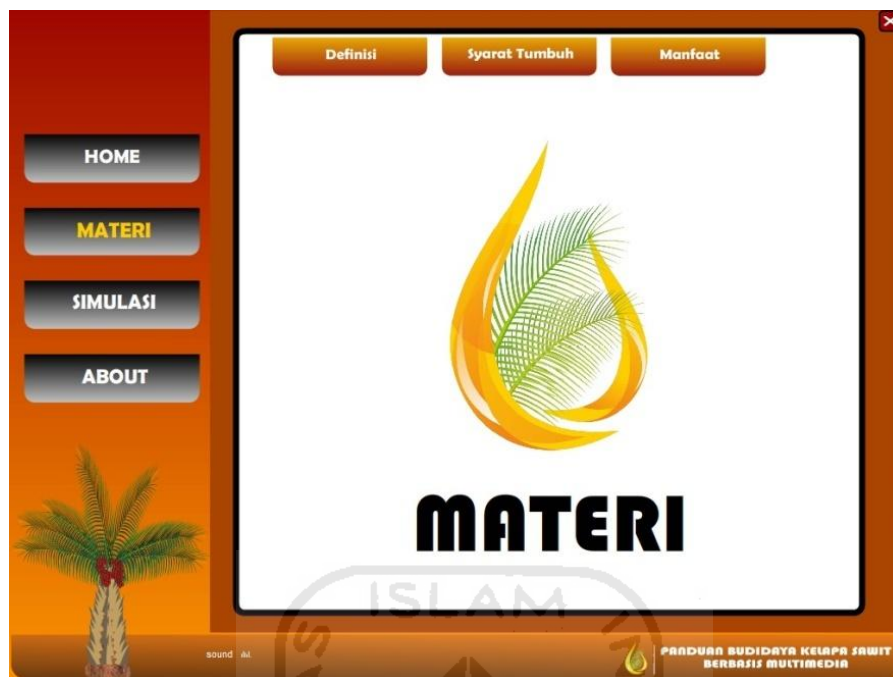 Definisi
Syarat Tumbuh
Manfaat
HOME
MATERI
SIMULASI
ABOUT
MATERI
ISLAM
sound
PANDUAN BUDIDAYA KELAPA SAWIT
BERBASIS MULTIMEDIA